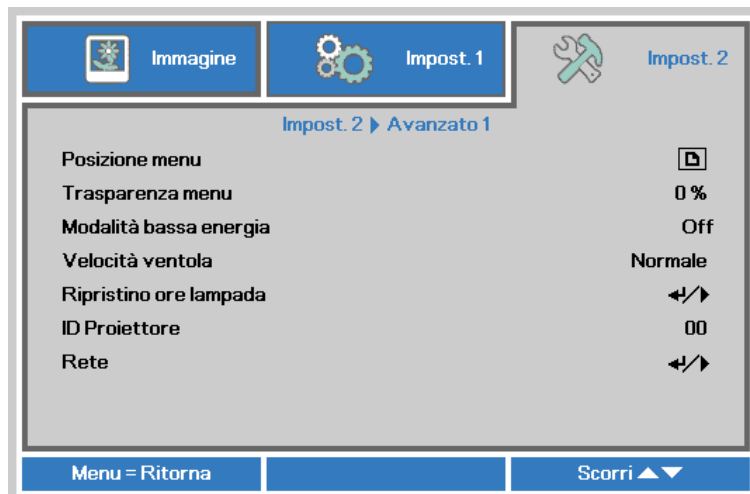 Immagine
Impost. 1
Impost. 2
Impost. 2 Avanzato 1
Posizione menu
Trasparenza menu 0 %
Modalità bassa energia Off
Velocità ventola Normale
Ripristino ore lampada
ID Proiettore 00
Rete
Menu = Ritorna Scorri